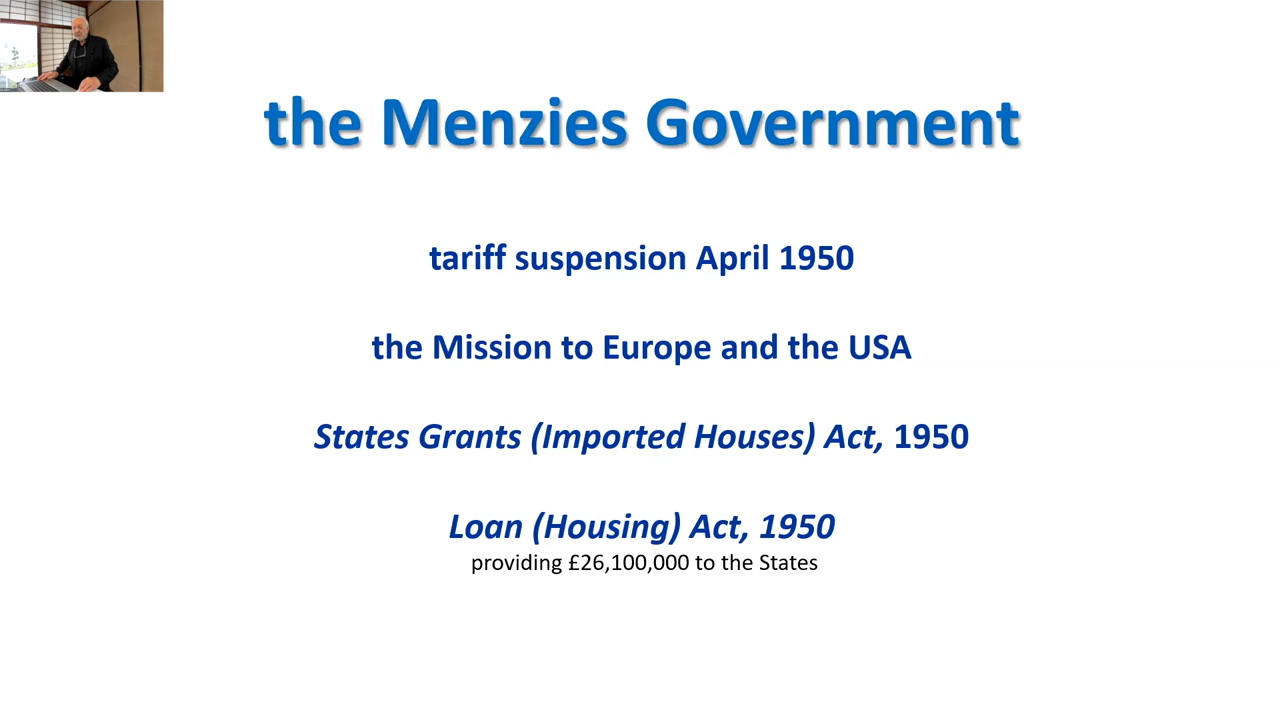 the Menzies Government
tariff suspension April 1950
the Mission to Europe and the USA
States Grants (Imported Houses) Act, 1950
Loan (Housing) Act, 1950
providing £26,100,000 to the States